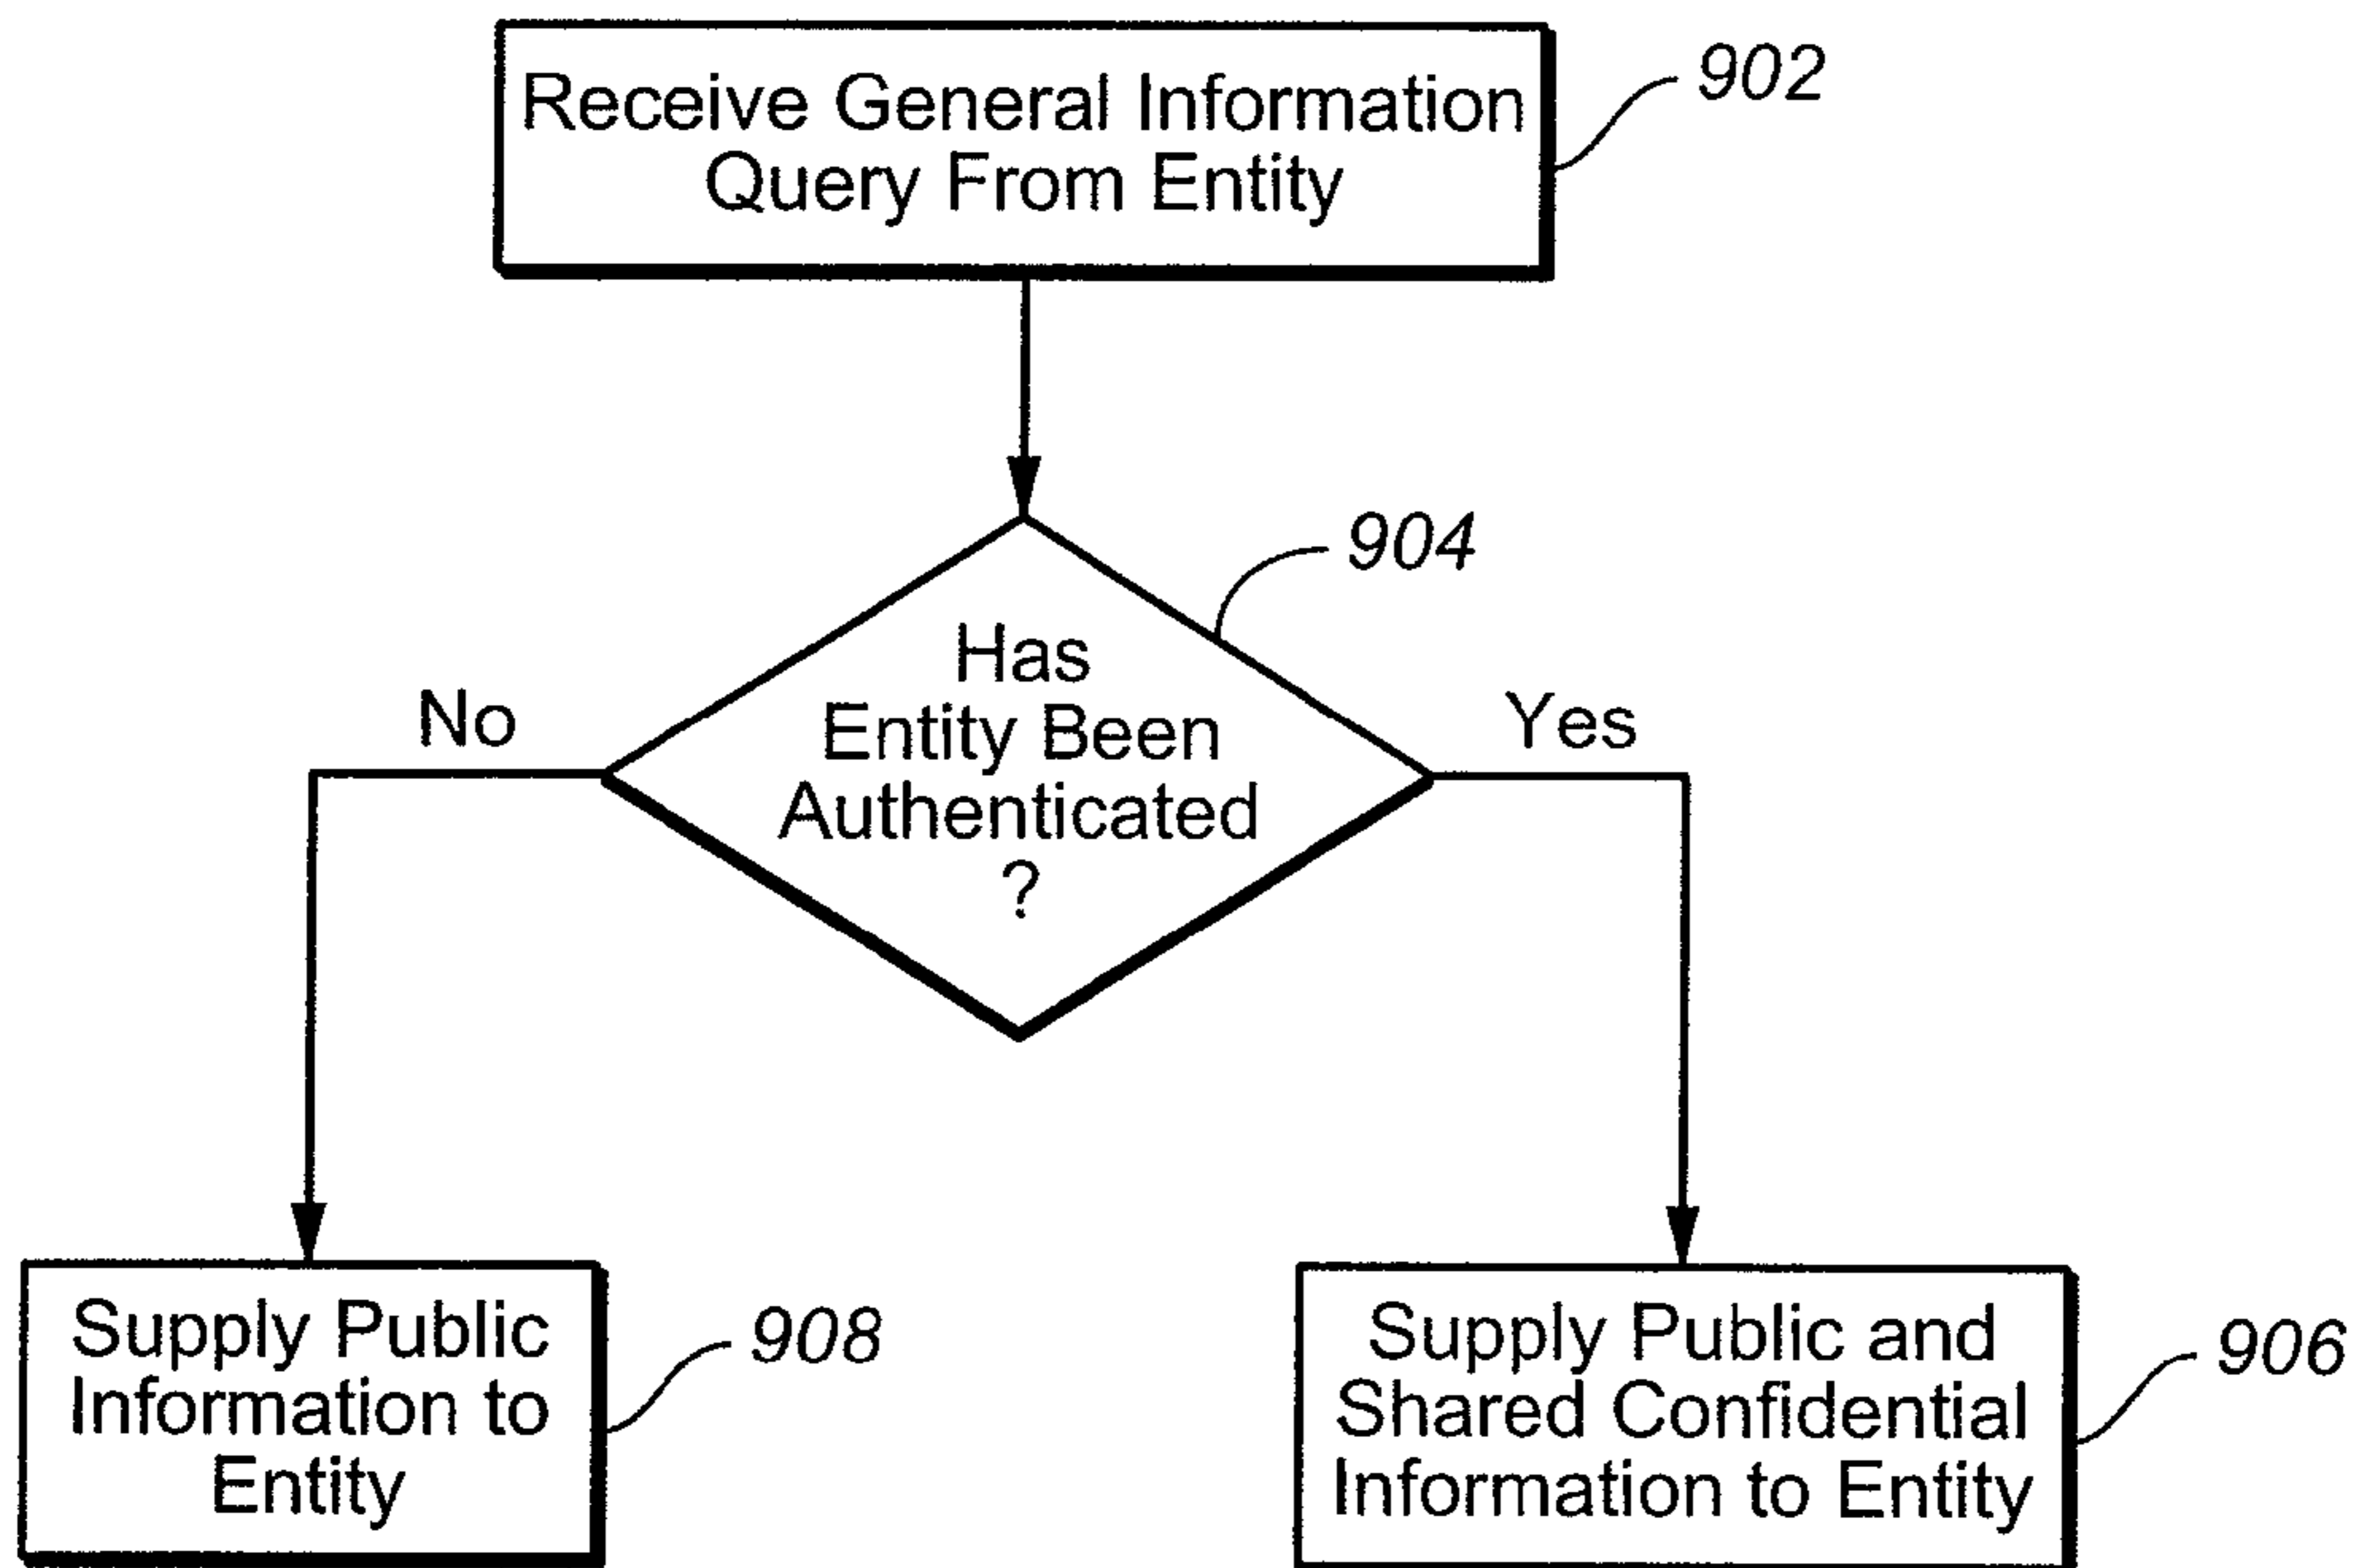 Receive General Information
Query From Entity
902
904
Has
Entity Been
Authenticated
?
No
Yes
Supply Public
Information to
Entity
908
Supply Public and
Shared Confidential
Information to Entity
906